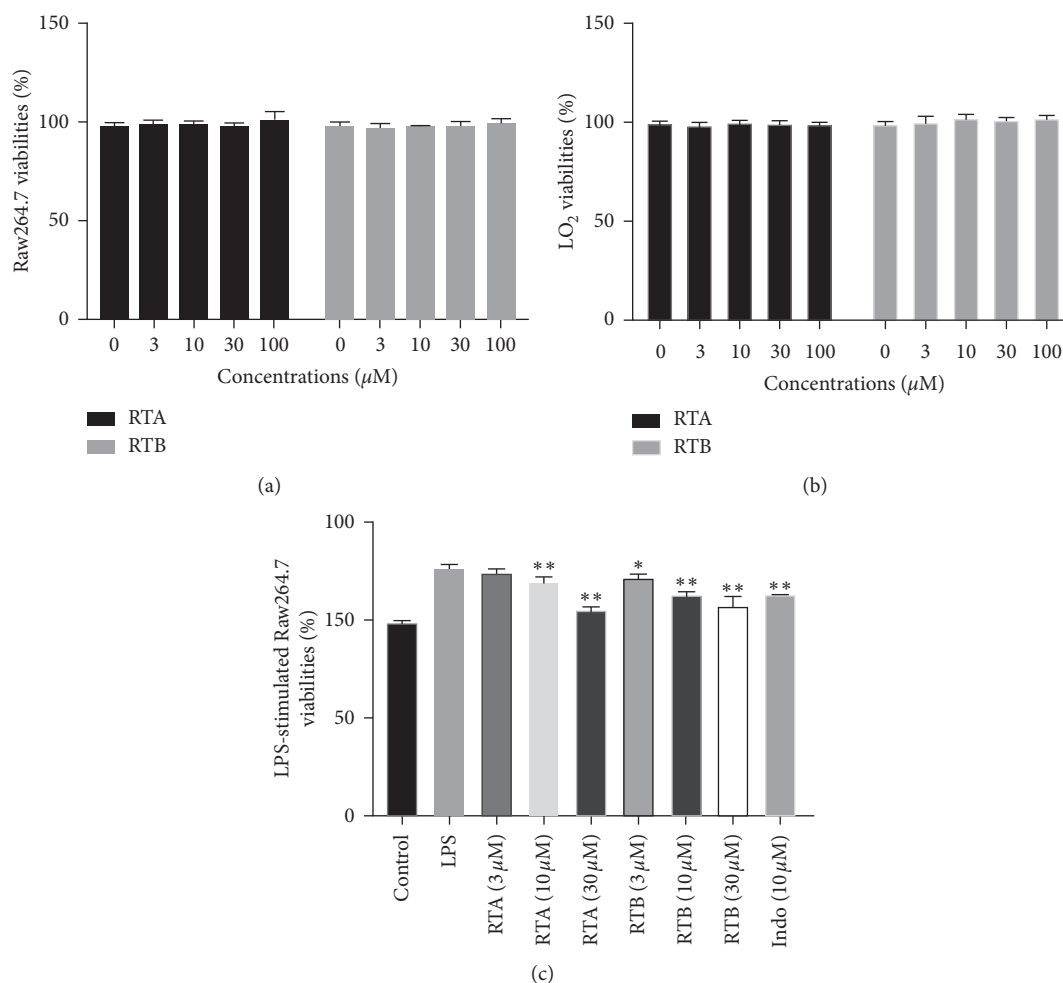 150
100
50
0
Raw264.7 viabilities (%)
0 3 10 30 100 0 3 10 30 100
Concentrations (μM)
RTA
RTB
(a)
150
100
50
0
LO2 viabilities (%)
0 3 10 30 100 0 3 10 30 100
Concentrations (μM)
RTA
RTB
(b)
100
150
50
0
LPS-stimulated Raw264.7
viabilities (%)
** ** * ** ** **
Control
LPS
RTA (3 μM)
RTA (10 μM)
RTA (30 μM)
RTB (3 μM)
RTB (10 μM)
RTB (30 μM)
Indo (10 μM)
(c)